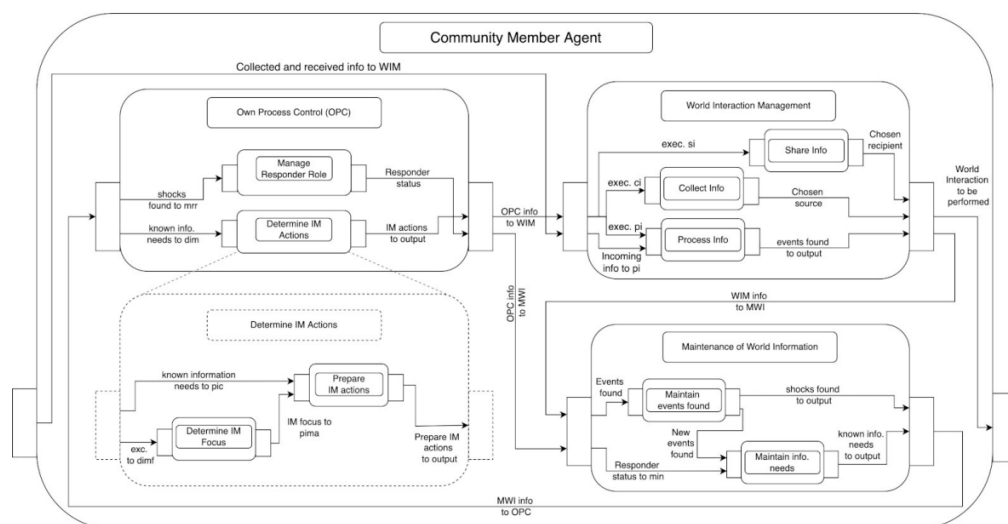 Community Member Agent
Collected and received info to WIM
Own Process Control (OPC)
Manage
Responder Role
shocks
found to mrr
Responder
status
Determine IM
Actions
known info.
needs to dim
IM actions
to output
OPC info
to WIM
OPC info
to MWI
World Interaction Management
exec. si
Share Info
Chosen
recipient
exec. ci
Collect Info
Chosen
source
exec. pi
Process Info
Incoming
info to pi
events found
to output
World
Interaction
to be
performed
WIM info
to MWI
Determine IM Actions
known information
needs to pic
Prepare
IM actions
Determine IM
Focus
exc.
to dimf
IM focus to
pima
Prepare IM
actions
to output
Maintenance of World Information
Events
found
Maintain
events found
shocks found
to output
New
events
found
Responder
status to min
Maintain info.
needs
known info.
needs
to output
MWI info
to OPC